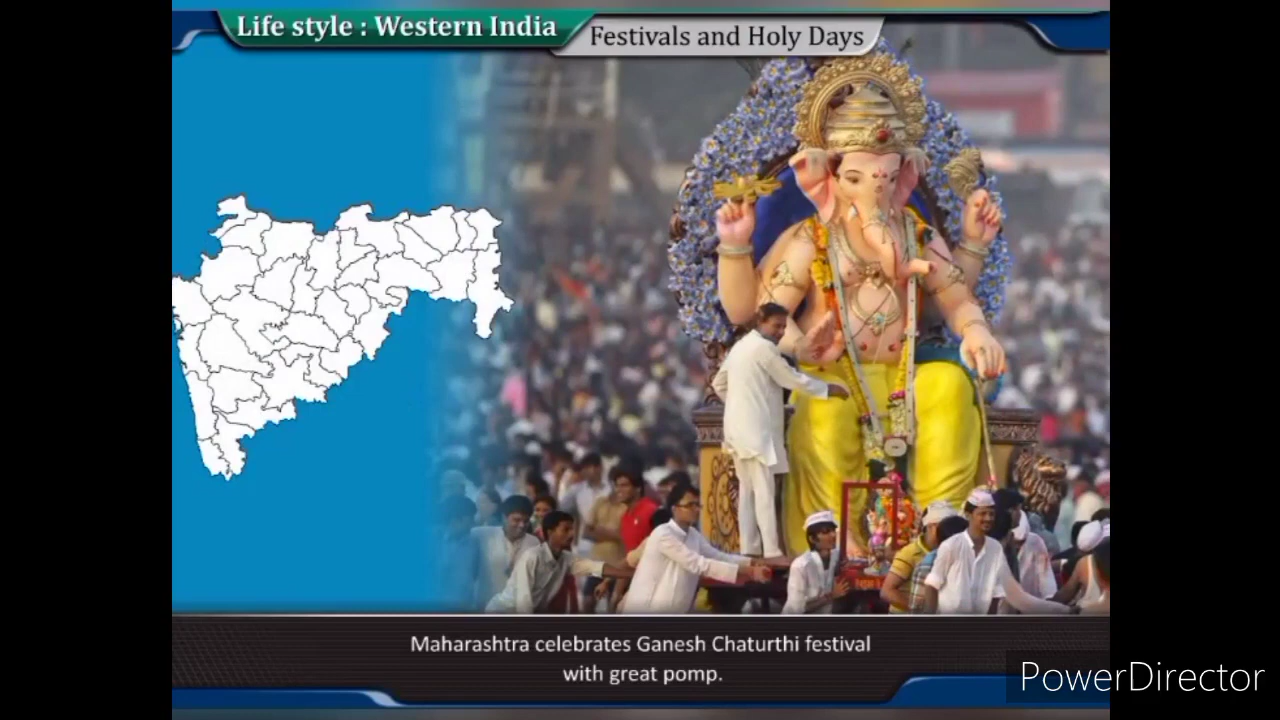 Life style : Western India
Festivals and Holy Days
Maharashtra celebrates Ganesh Chaturthi festival
with great pomp.
PowerDirector